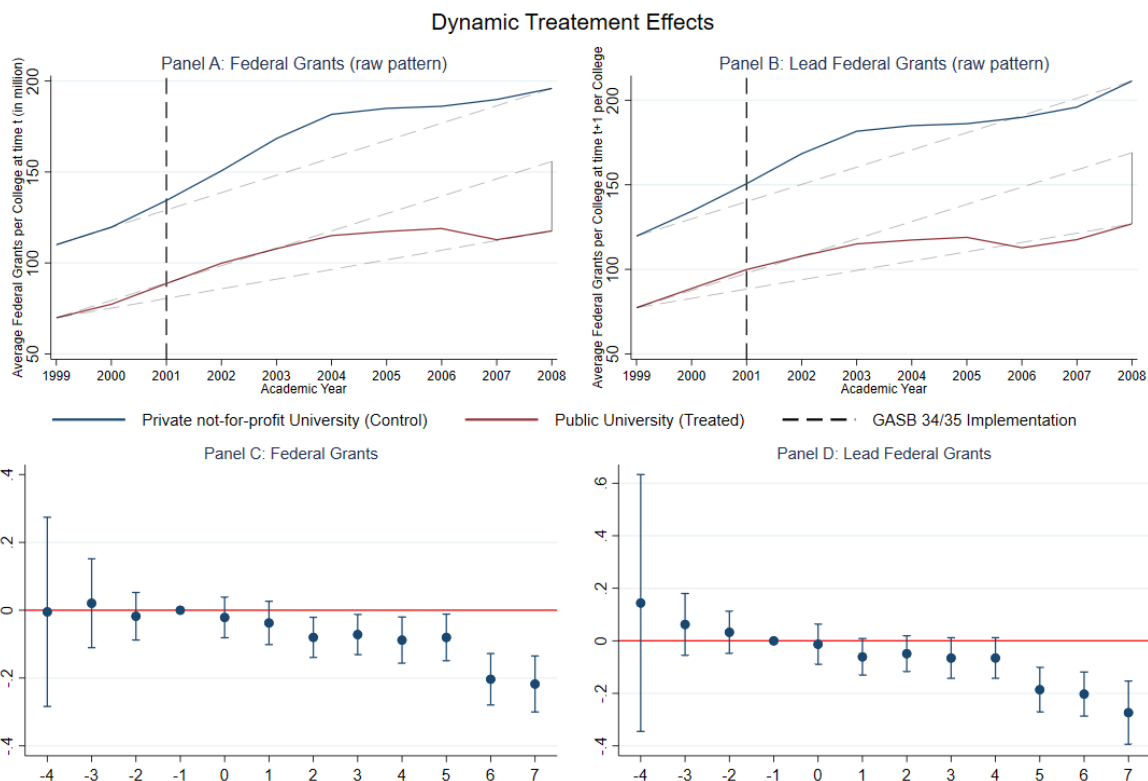 Dynamic Treatement Effects
Panel A: Federal Grants (raw pattern)
Average Federal Grants per College at time t (in million)
200
150
100
50
1999 2000 2001 2002 2003 2004 2005 2006 2007 2008
Academic Year
Panel B: Lead Federal Grants (raw pattern)
Average Federal Grants per College at time t+1 per College
200
150
100
50
1999 2000 2001 2002 2003 2004 2005 2006 2007 2008
Academic Year
Private not-for-profit University (Control) Public University (Treated) GASB 34/35 Implementation
Panel C: Federal Grants
.4
.2
0
-.2
-.4
-4 -3 -2 -1 0 1 2 3 4 5 6 7
Panel D: Lead Federal Grants
.6
.4
.2
0
-.2
-.4
-4 -3 -2 -1 0 1 2 3 4 5 6 7